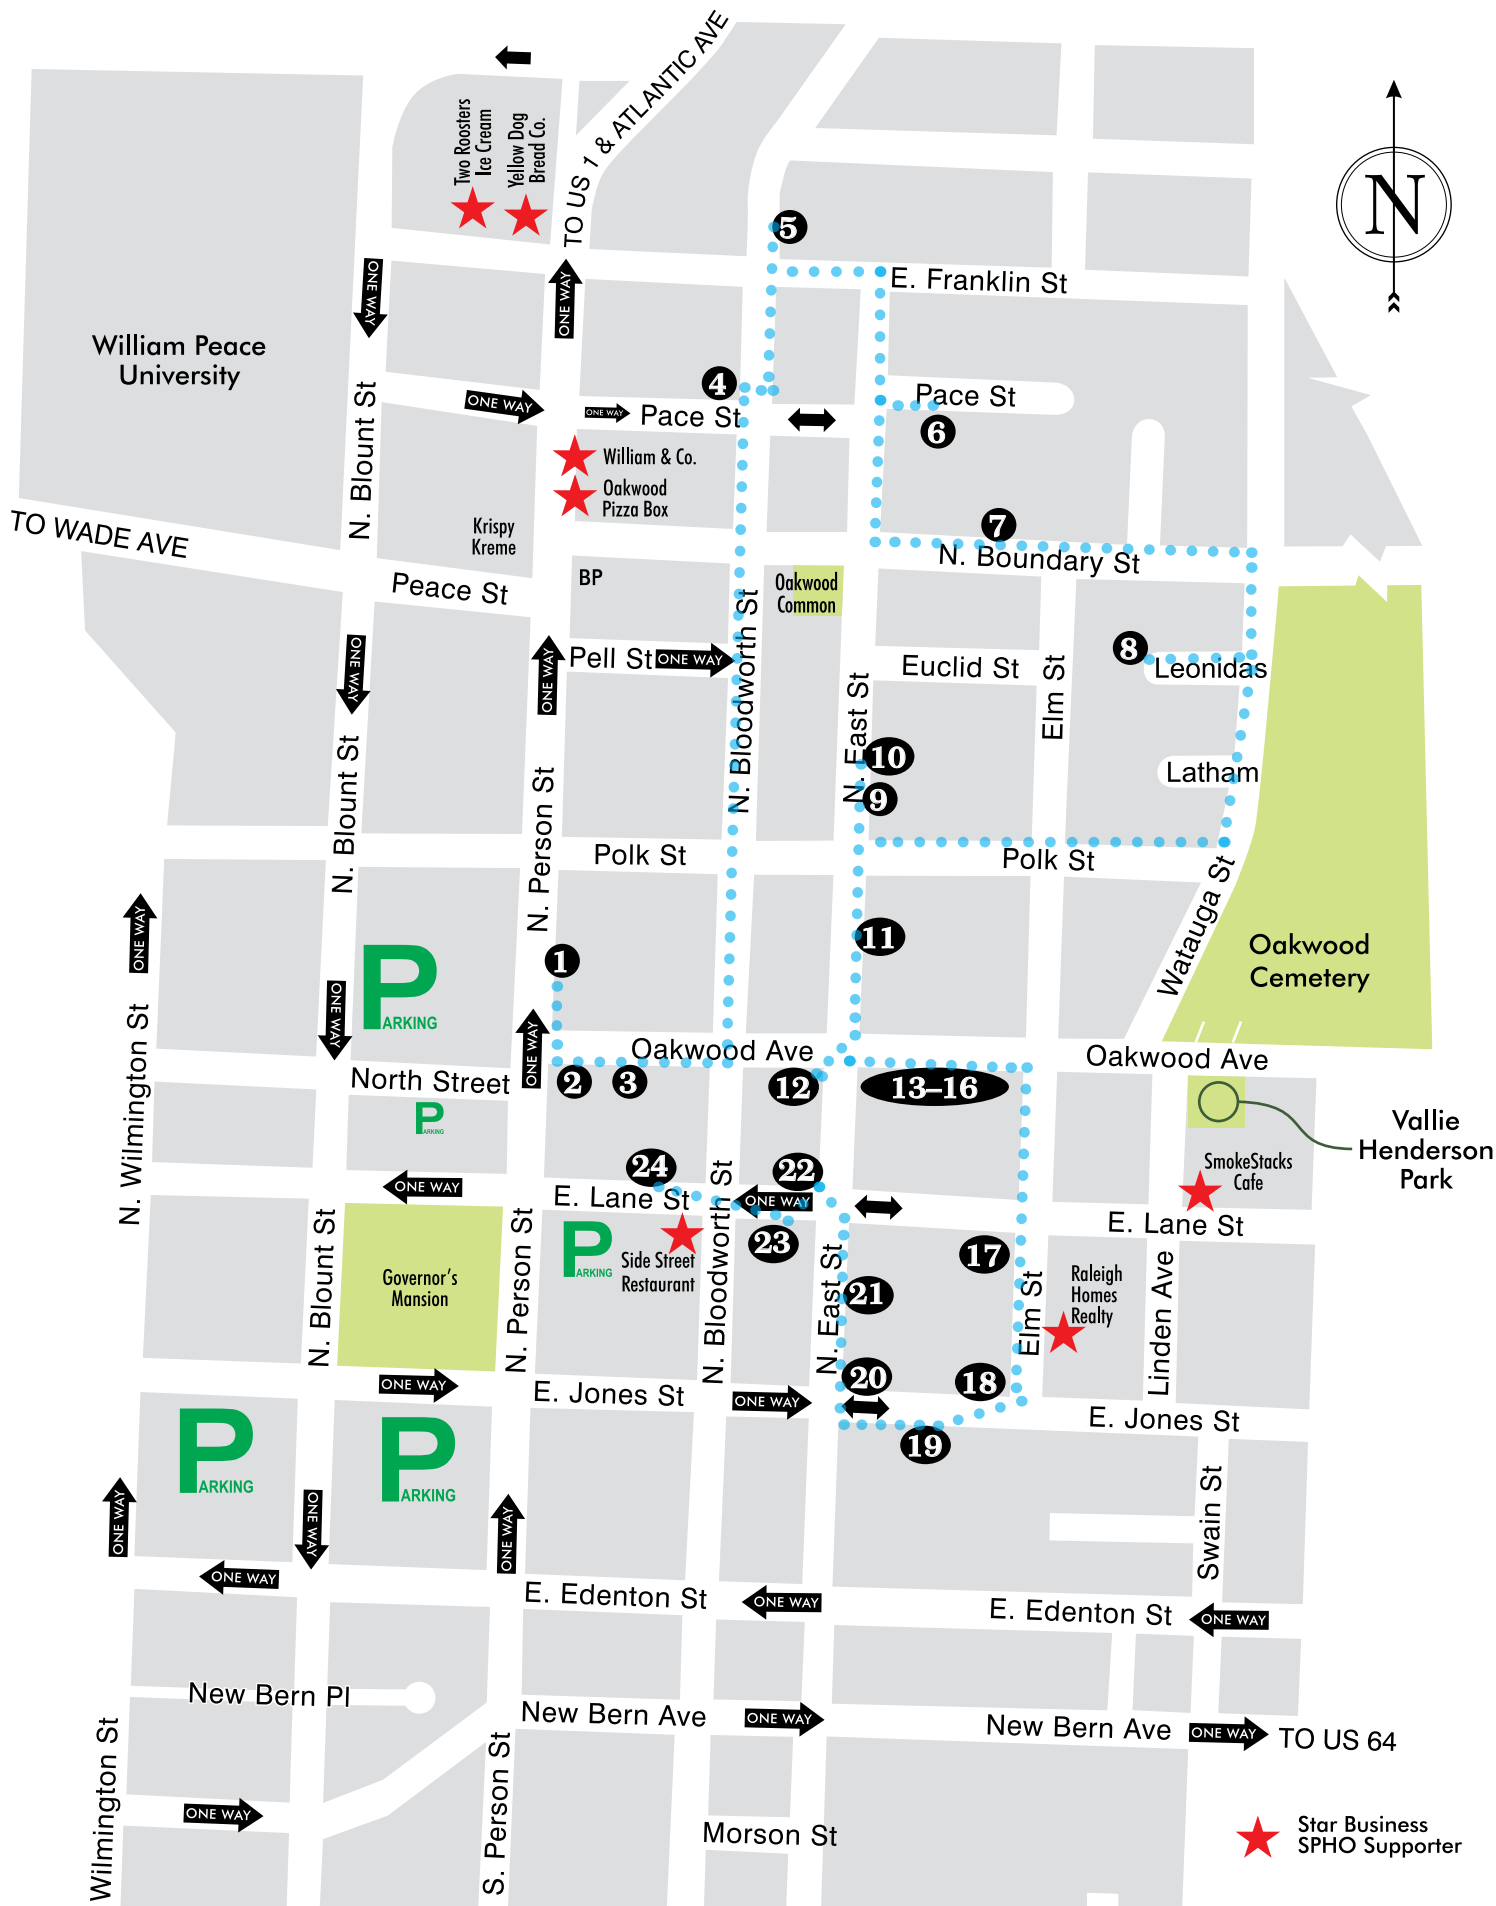 TO US 1 & ATLANTIC AVE
Two Roosters
Ice Cream
Yellow Dog
Bread Co.
N
5
E. Franklin St
ONE WAY
ONE WAY
William Peace
University
4
ONE WAY
ONE WAY
Pace St
Pace St
6
N. Blount St
William & Co.
Oakwood
Pizza Box
TO WADE AVE
Krispy
Kreme
7
N. Boundary St
Peace St
BP
Oakwood
Common
N. Bloodworth St
8
Leonidas
Pell St
ONE WAY
ONE WAY
ONE WAY
Euclid St
Elm St
N. East St
10
9
Latham
N. Blount St
N. Person St
Polk St
Polk St
Watauga St
ONE WAY
11
Oakwood
Cemetery
1
PARKING
ONE WAY
ONE WAY
N. Wilmington St
Oakwood Ave
Oakwood Ave
North Street
2
3
12
13–16
PARKING
Vallie
Henderson
Park
24
22
SmokeStacks
Cafe
ONE WAY
E. Lane St
ONE WAY
E. Lane St
N. Blount St
N. Person St
N. Bloodworth St
N. East St
Elm St
Linden Ave
PARKING
Side Street
Restaurant
23
17
Governor's
Mansion
21
Raleigh
Homes
Realty
ONE WAY
E. Jones St
ONE WAY
20
18
E. Jones St
19
PARKING
PARKING
ONE WAY
ONE WAY
ONE WAY
Swain St
ONE WAY
E. Edenton St
ONE WAY
E. Edenton St
ONE WAY
New Bern Pl
New Bern Ave
ONE WAY
New Bern Ave
ONE WAY
TO US 64
Wilmington St
ONE WAY
S. Person St
Morson St
Star Business
SPHO Supporter